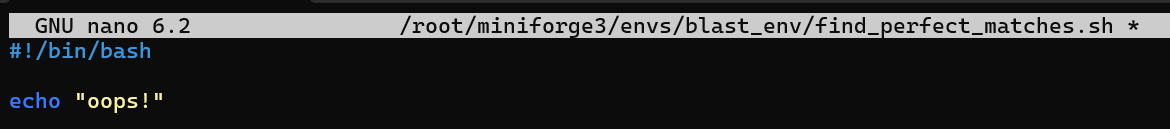 GNU nano 6.2 /root/miniforge3/envs/blast_env/find_perfect_matches.sh *
#!/bin/bash
echo "oops!"